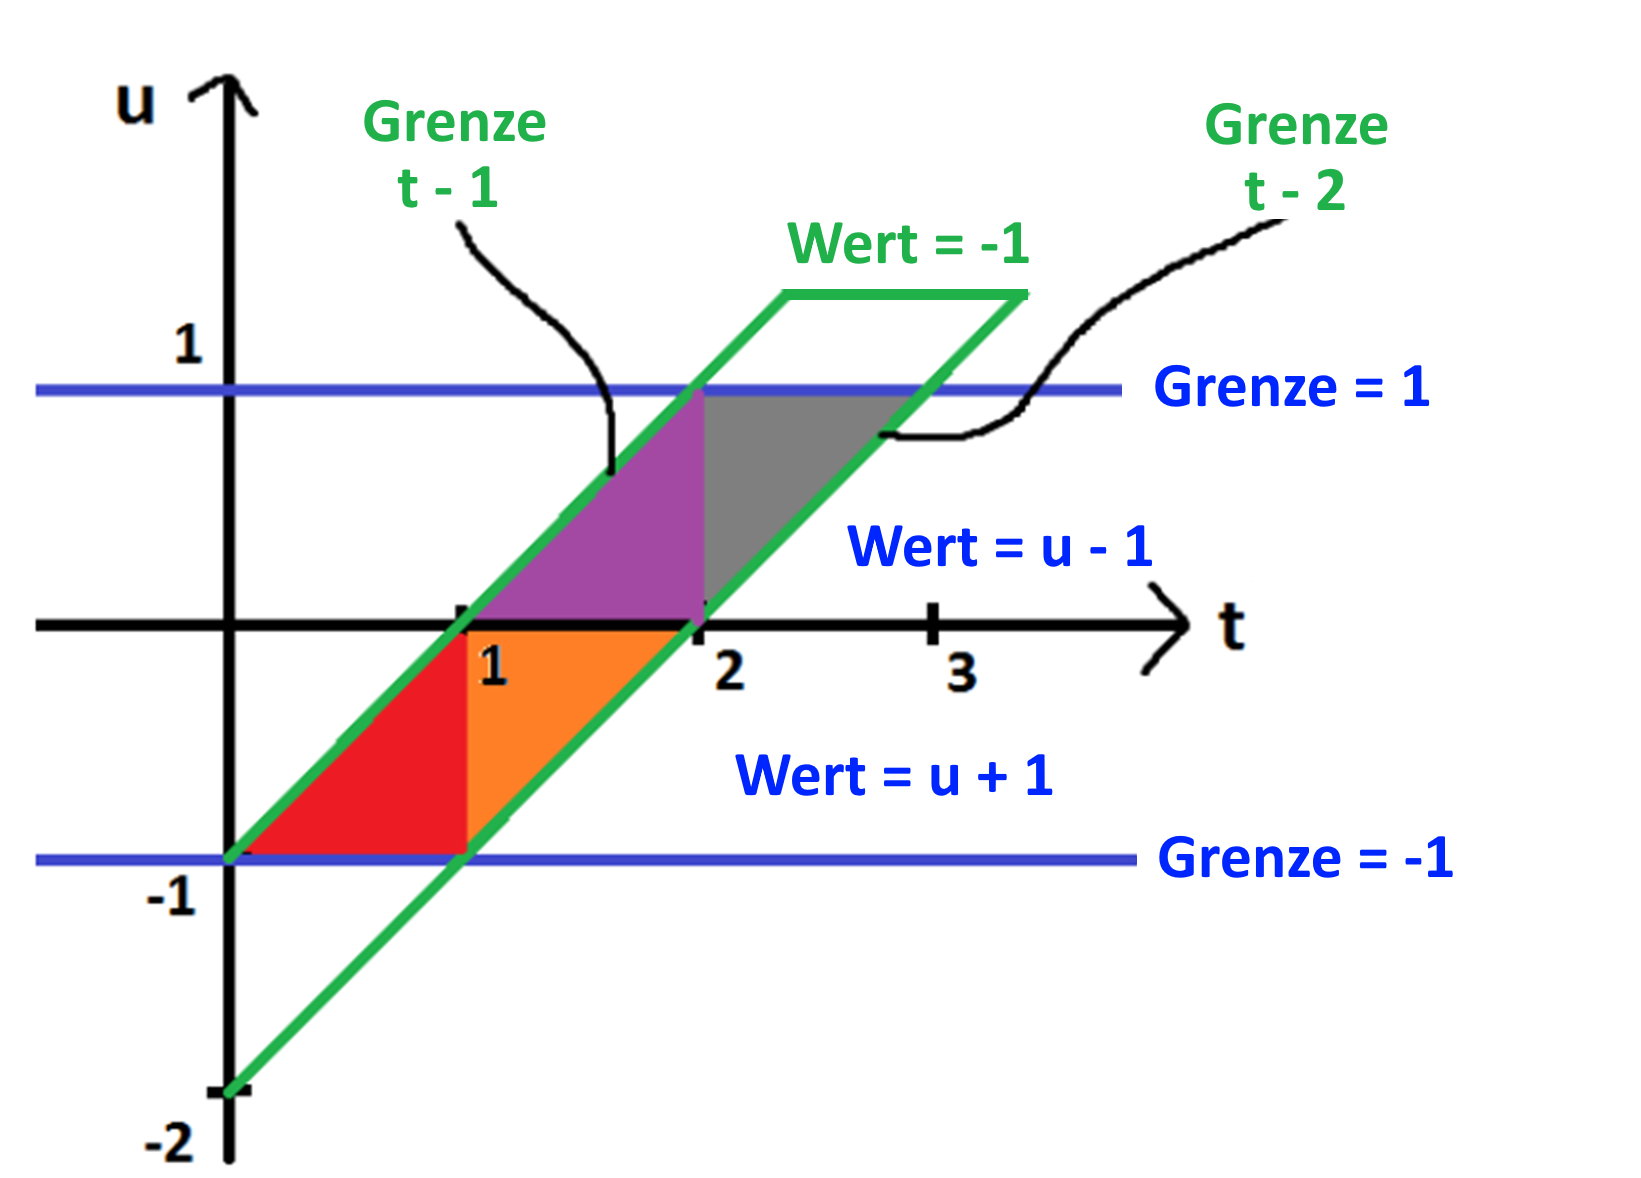 u
Grenze
t - 1
Grenze
t - 2
Wert = -1
1
Grenze = 1
Wert = u - 1
t
1
2
3
Wert = u + 1
Grenze = -1
-1
-2